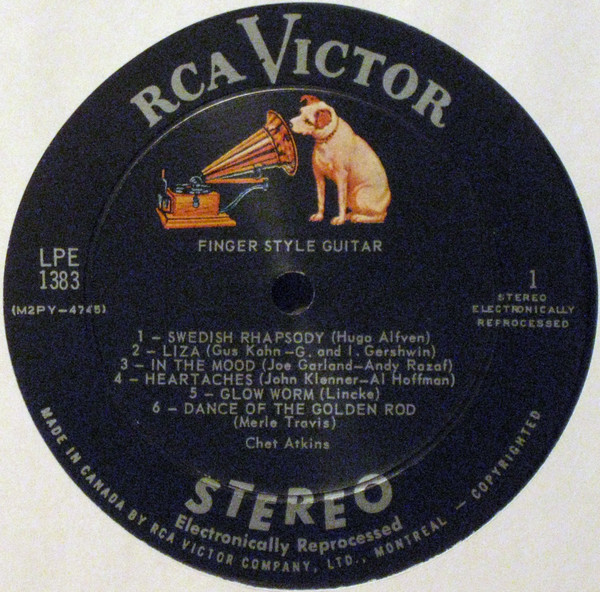 RCA VICTOR
FINGER STYLE GUITAR
LPE
1383
(M2PY-4745)
1
STEREO
ELECTRONICALLY
REPROCESSED
1 – SWEDISH RHAPSODY (Hugo Alfven)
2 – LIZA (Gus Kahn–G. and I. Gershwin)
3 – IN THE MOOD (Joe Garland–Andy Razaf)
4 – HEARTACHES (John Klenner–Al Hoffman)
5 – GLOW WORM (Lincke)
6 – DANCE OF THE GOLDEN ROD
(Merle Travis)
Chet Atkins
STEREO
Electronically Reprocessed
MADE IN CANADA BY RCA VICTOR COMPANY, LTD., MONTREAL – COPYRIGHTED